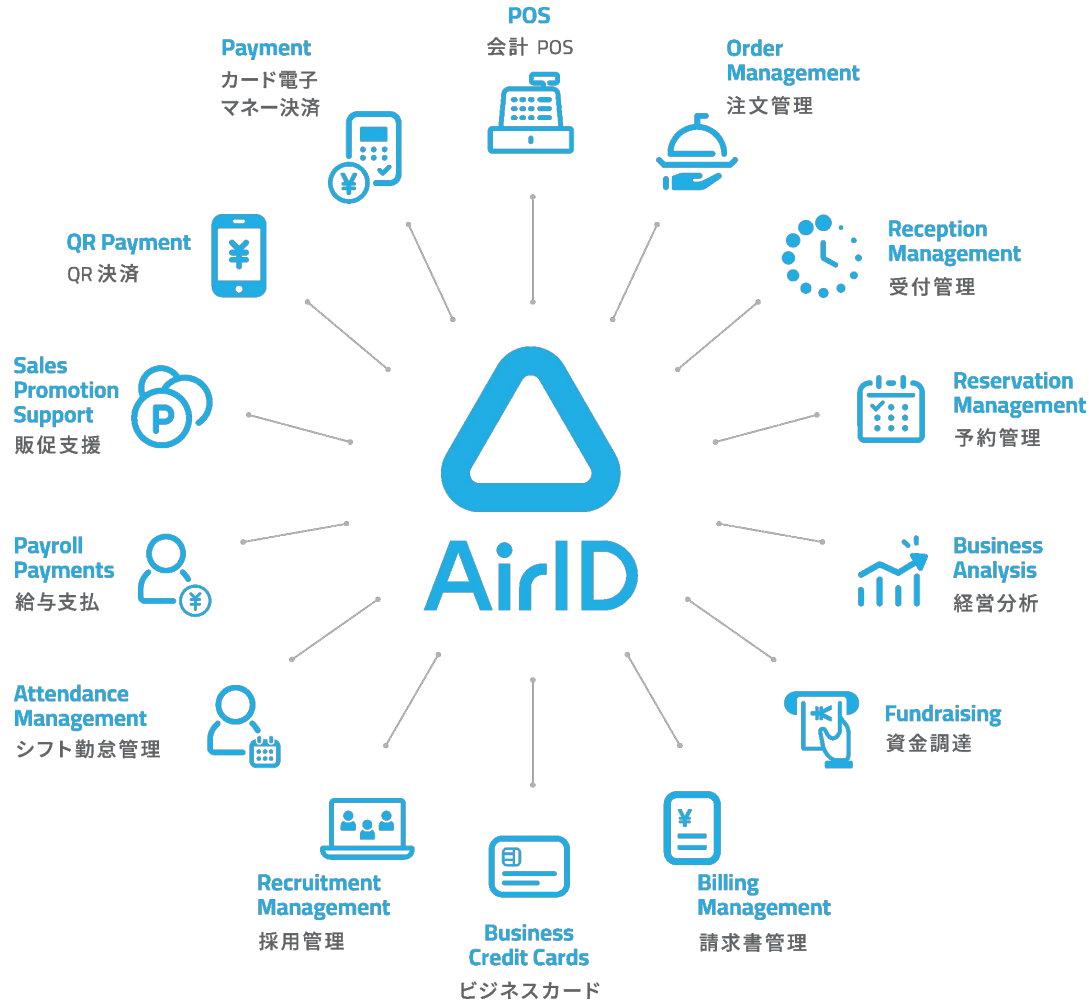 POS
会計 POS
Payment
カード電子
マネー決済
Order
Management
注文管理
QR Payment
QR 決済
Reception
Management
受付管理
Sales
Promotion
Support
販促支援
P
Reservation
Management
予約管理
AirID
Payroll
Payments
給与支払
Business
Analysis
経営分析
Attendance
Management
シフト勤怠管理
Fundraising
資金調達
Recruitment
Management
採用管理
Business
Credit Cards
ビジネスカード
Billing
Management
請求書管理
¥
¥
¥
¥
¥